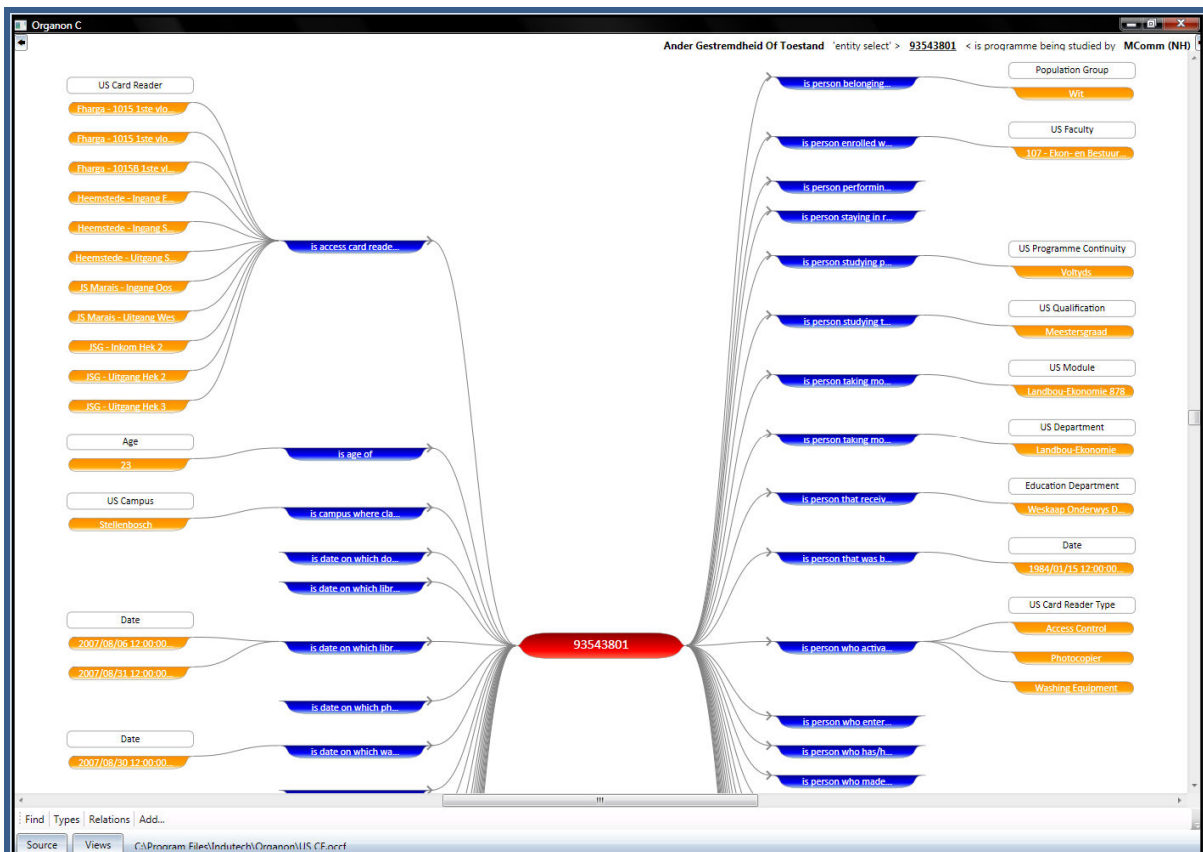 Organon C
Ander Gestremdheid Of Toestand 'entity select' > 93543801 < is programme being studied by MComm (NH)
US Card Reader
Fharga - 1015 1ste vlo...
Fharga - 1015 1ste vlo...
Fharga - 1015B 1ste vl...
Heemstede - Ingang E...
Heemstede - Ingang S...
Heemstede - Uitgang S...
JS Marais - Ingang Oos
JS Marais - Uitgang Wes
JSG - Inkom Hek 2
JSG - Uitgang Hek 2
JSG - Uitgang Hek 3
is access card reade...
Age
23
is age of
US Campus
Stellenbosch
is campus where cla...
is date on which do...
is date on which libr...
Date
2007/08/06 12:00:00...
2007/08/31 12:00:00...
is date on which libr...
is date on which ph...
Date
2007/08/30 12:00:00...
is date on which wa...
93543801
is person belonging...
Population Group
Wit
is person enrolled w...
US Faculty
107 - Ekon- en Bestuur...
is person performin...
is person staying in r...
is person studying p...
US Programme Continuity
Voltyds
is person studying t...
US Qualification
Meestersgraad
is person taking mo...
US Module
Landbou-Ekonomie 878
is person taking mo...
US Department
Landbou-Ekonomie
is person that receiv...
Education Department
Weskaap Onderwys D...
is person that was b...
Date
1984/01/15 12:00:00...
is person who activa...
US Card Reader Type
Access Control
Photocopier
Washing Equipment
is person who enter...
is person who has/h...
is person who made...
Find Types Relations Add...
Source Views C:\Program Files\Indutech\Organon\US CF.occf